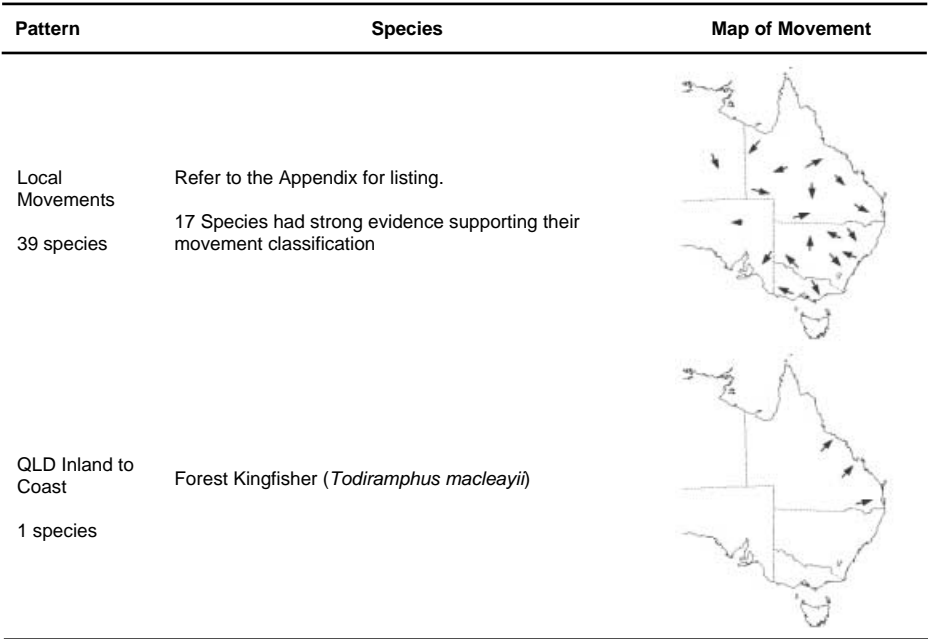 Pattern Species Map of Movement
Local
Movements
39 species
Refer to the Appendix for listing.
17 Species had strong evidence supporting their
movement classification
QLD Inland to
Coast
1 species
Forest Kingfisher (Todiramphus macleayii)